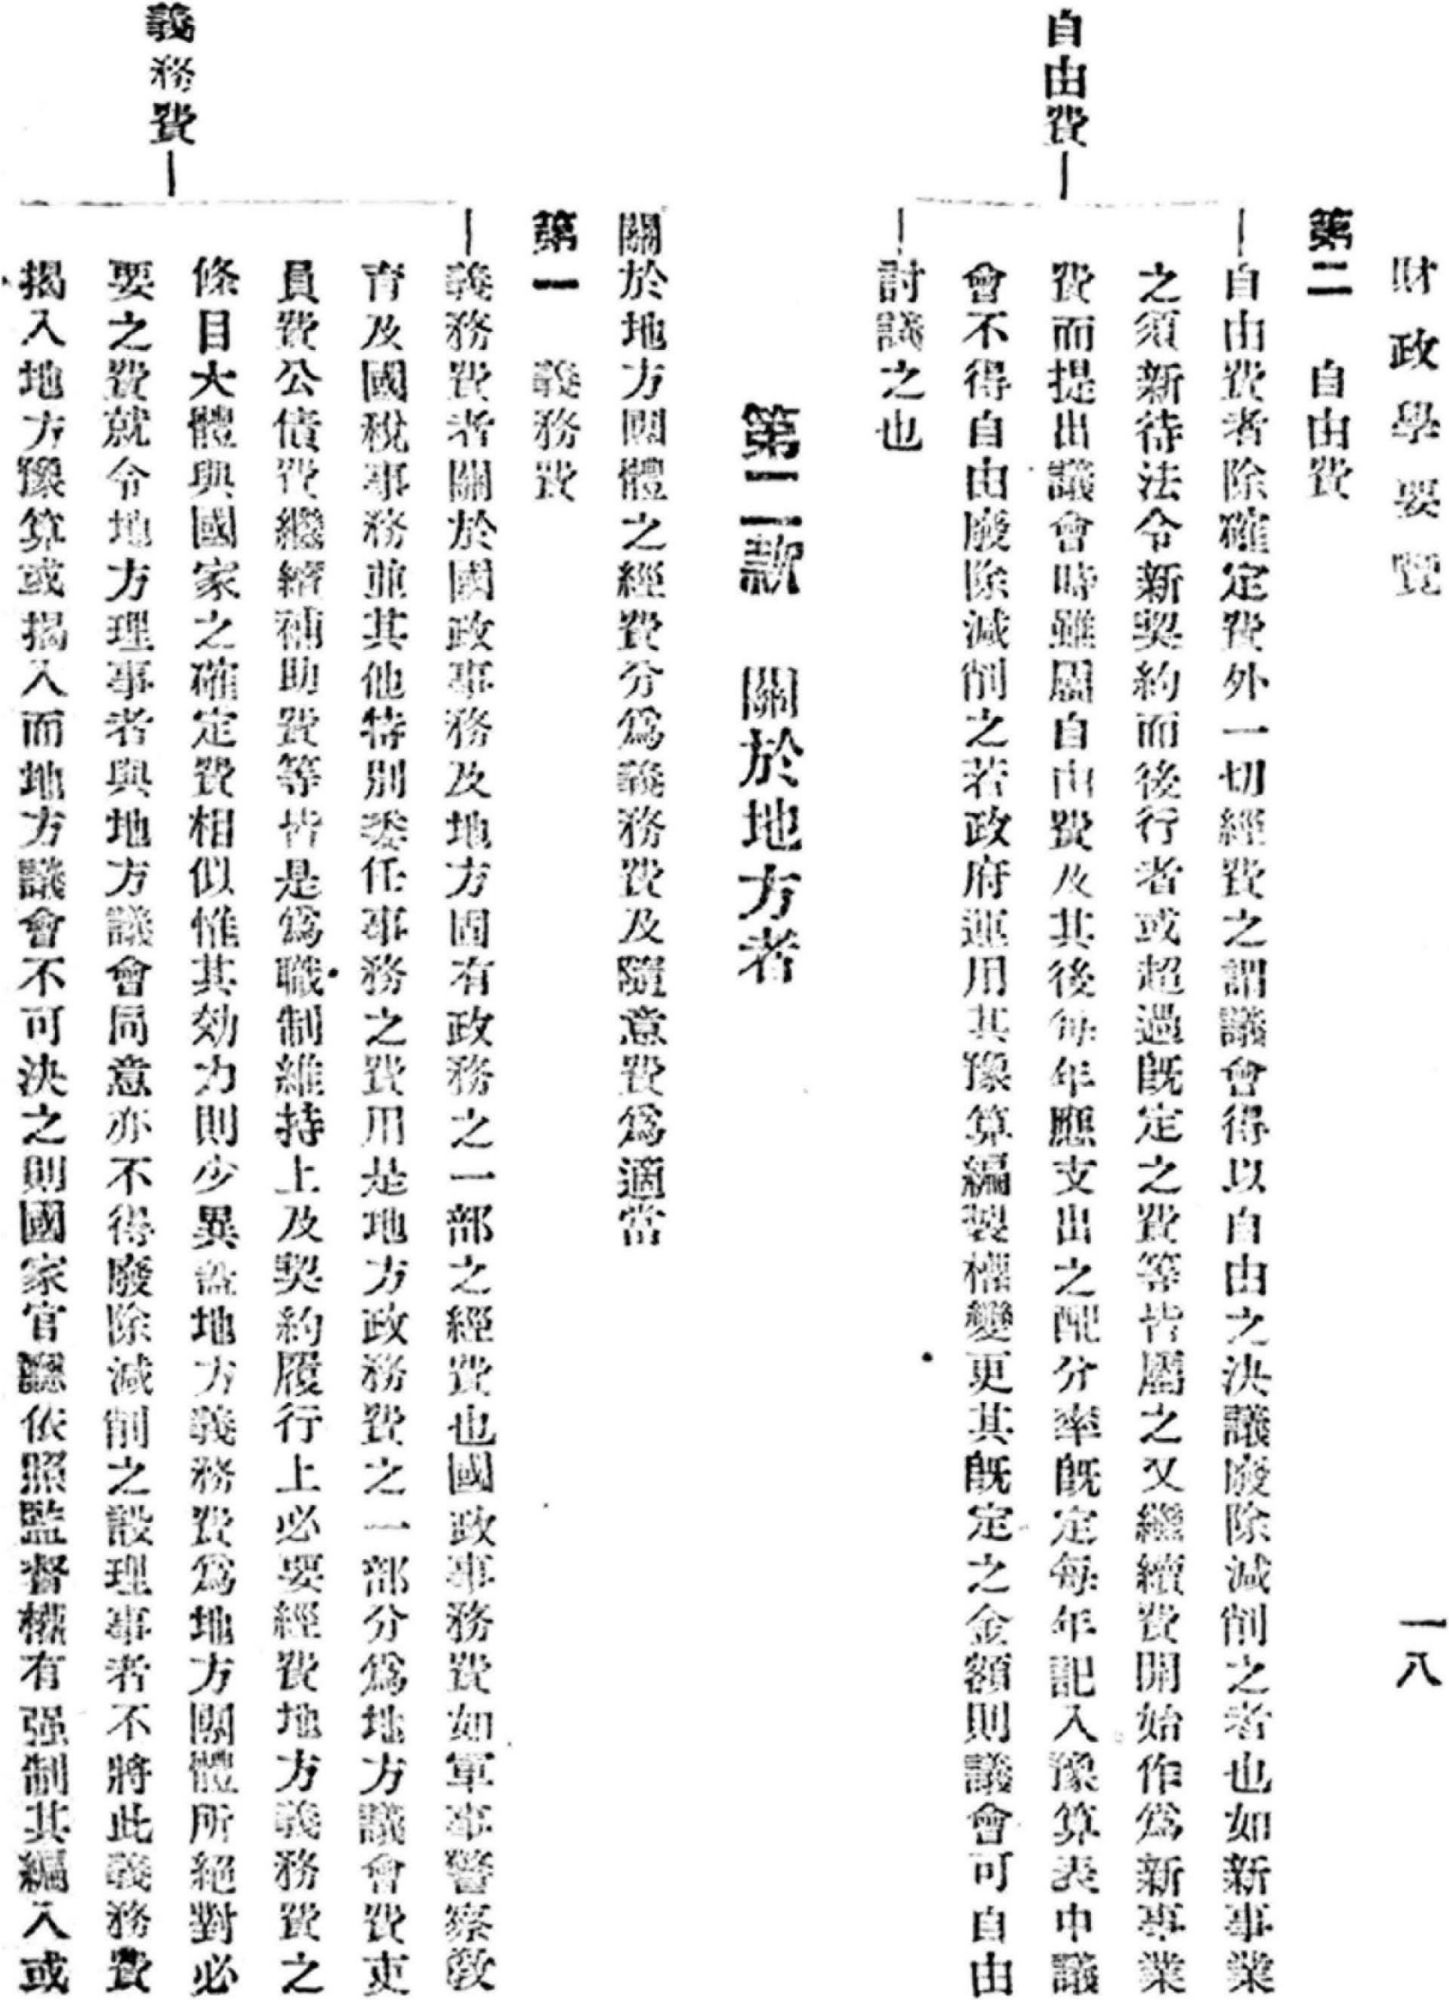 財政學要覽
一八
第二　自由費
自由費
自由費者除確定費外一切經費之謂議會得以自由之決議廢除減削之者也如新事業
之須新待法令新契約而後行者或超過既定之費等皆屬之又繼續費開始作爲新事業
費而提出議會時雖屬自由費及其後每年應支出之配分率既定每年記入豫算表中議
會不得自由廢除減削之若政府運用其豫算編製權變更其既定之金額則議會可自由
討議之也
第二款　關於地方者
關於地方團體之經費分爲義務費及隨意費爲適當
第一　義務費
義務費
義務費者關於國政事務及地方固有政務之一部之經費也國政事務費如軍事警察敎
育及國稅事務並其他特別委任事務之費用是地方政務費之一部分爲地方議會費吏
員費公債費繼續補助費等皆是爲職制維持上及契約履行上必要經費地方義務費之
條目大體與國家之確定費相似惟其効力則少異盖地方義務費爲地方團體所絕對必
要之費就令地方理事者與地方議會同意亦不得廢除減削之設理事者不將此義務費
揭入地方豫算或揭入而地方議會不可決之則國家官廳依照監督權有强制其編入或